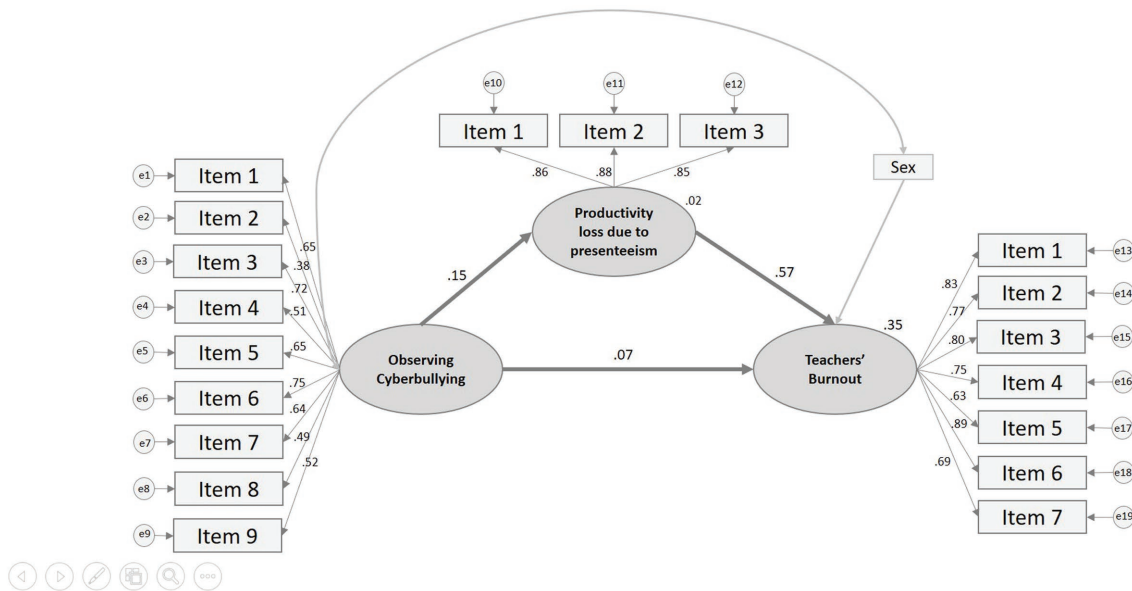 e10
e11
e12
Item 1
Item 2
Item 3
.86
.88
.85
Sex
Productivity
loss due to
presenteeism
.02
e1
Item 1
e2
Item 2
e3
Item 3
e4
Item 4
e5
Item 5
e6
Item 6
e7
Item 7
e8
Item 8
e9
Item 9
.65
.38
.72
.51
.65
.75
.64
.49
.52
Observing
Cyberbullying
.15
.57
.07
Teachers’
Burnout
.35
.83
.77
.80
.75
.63
.89
.69
Item 1
e13
Item 2
e14
Item 3
e15
Item 4
e16
Item 5
e17
Item 6
e18
Item 7
e19